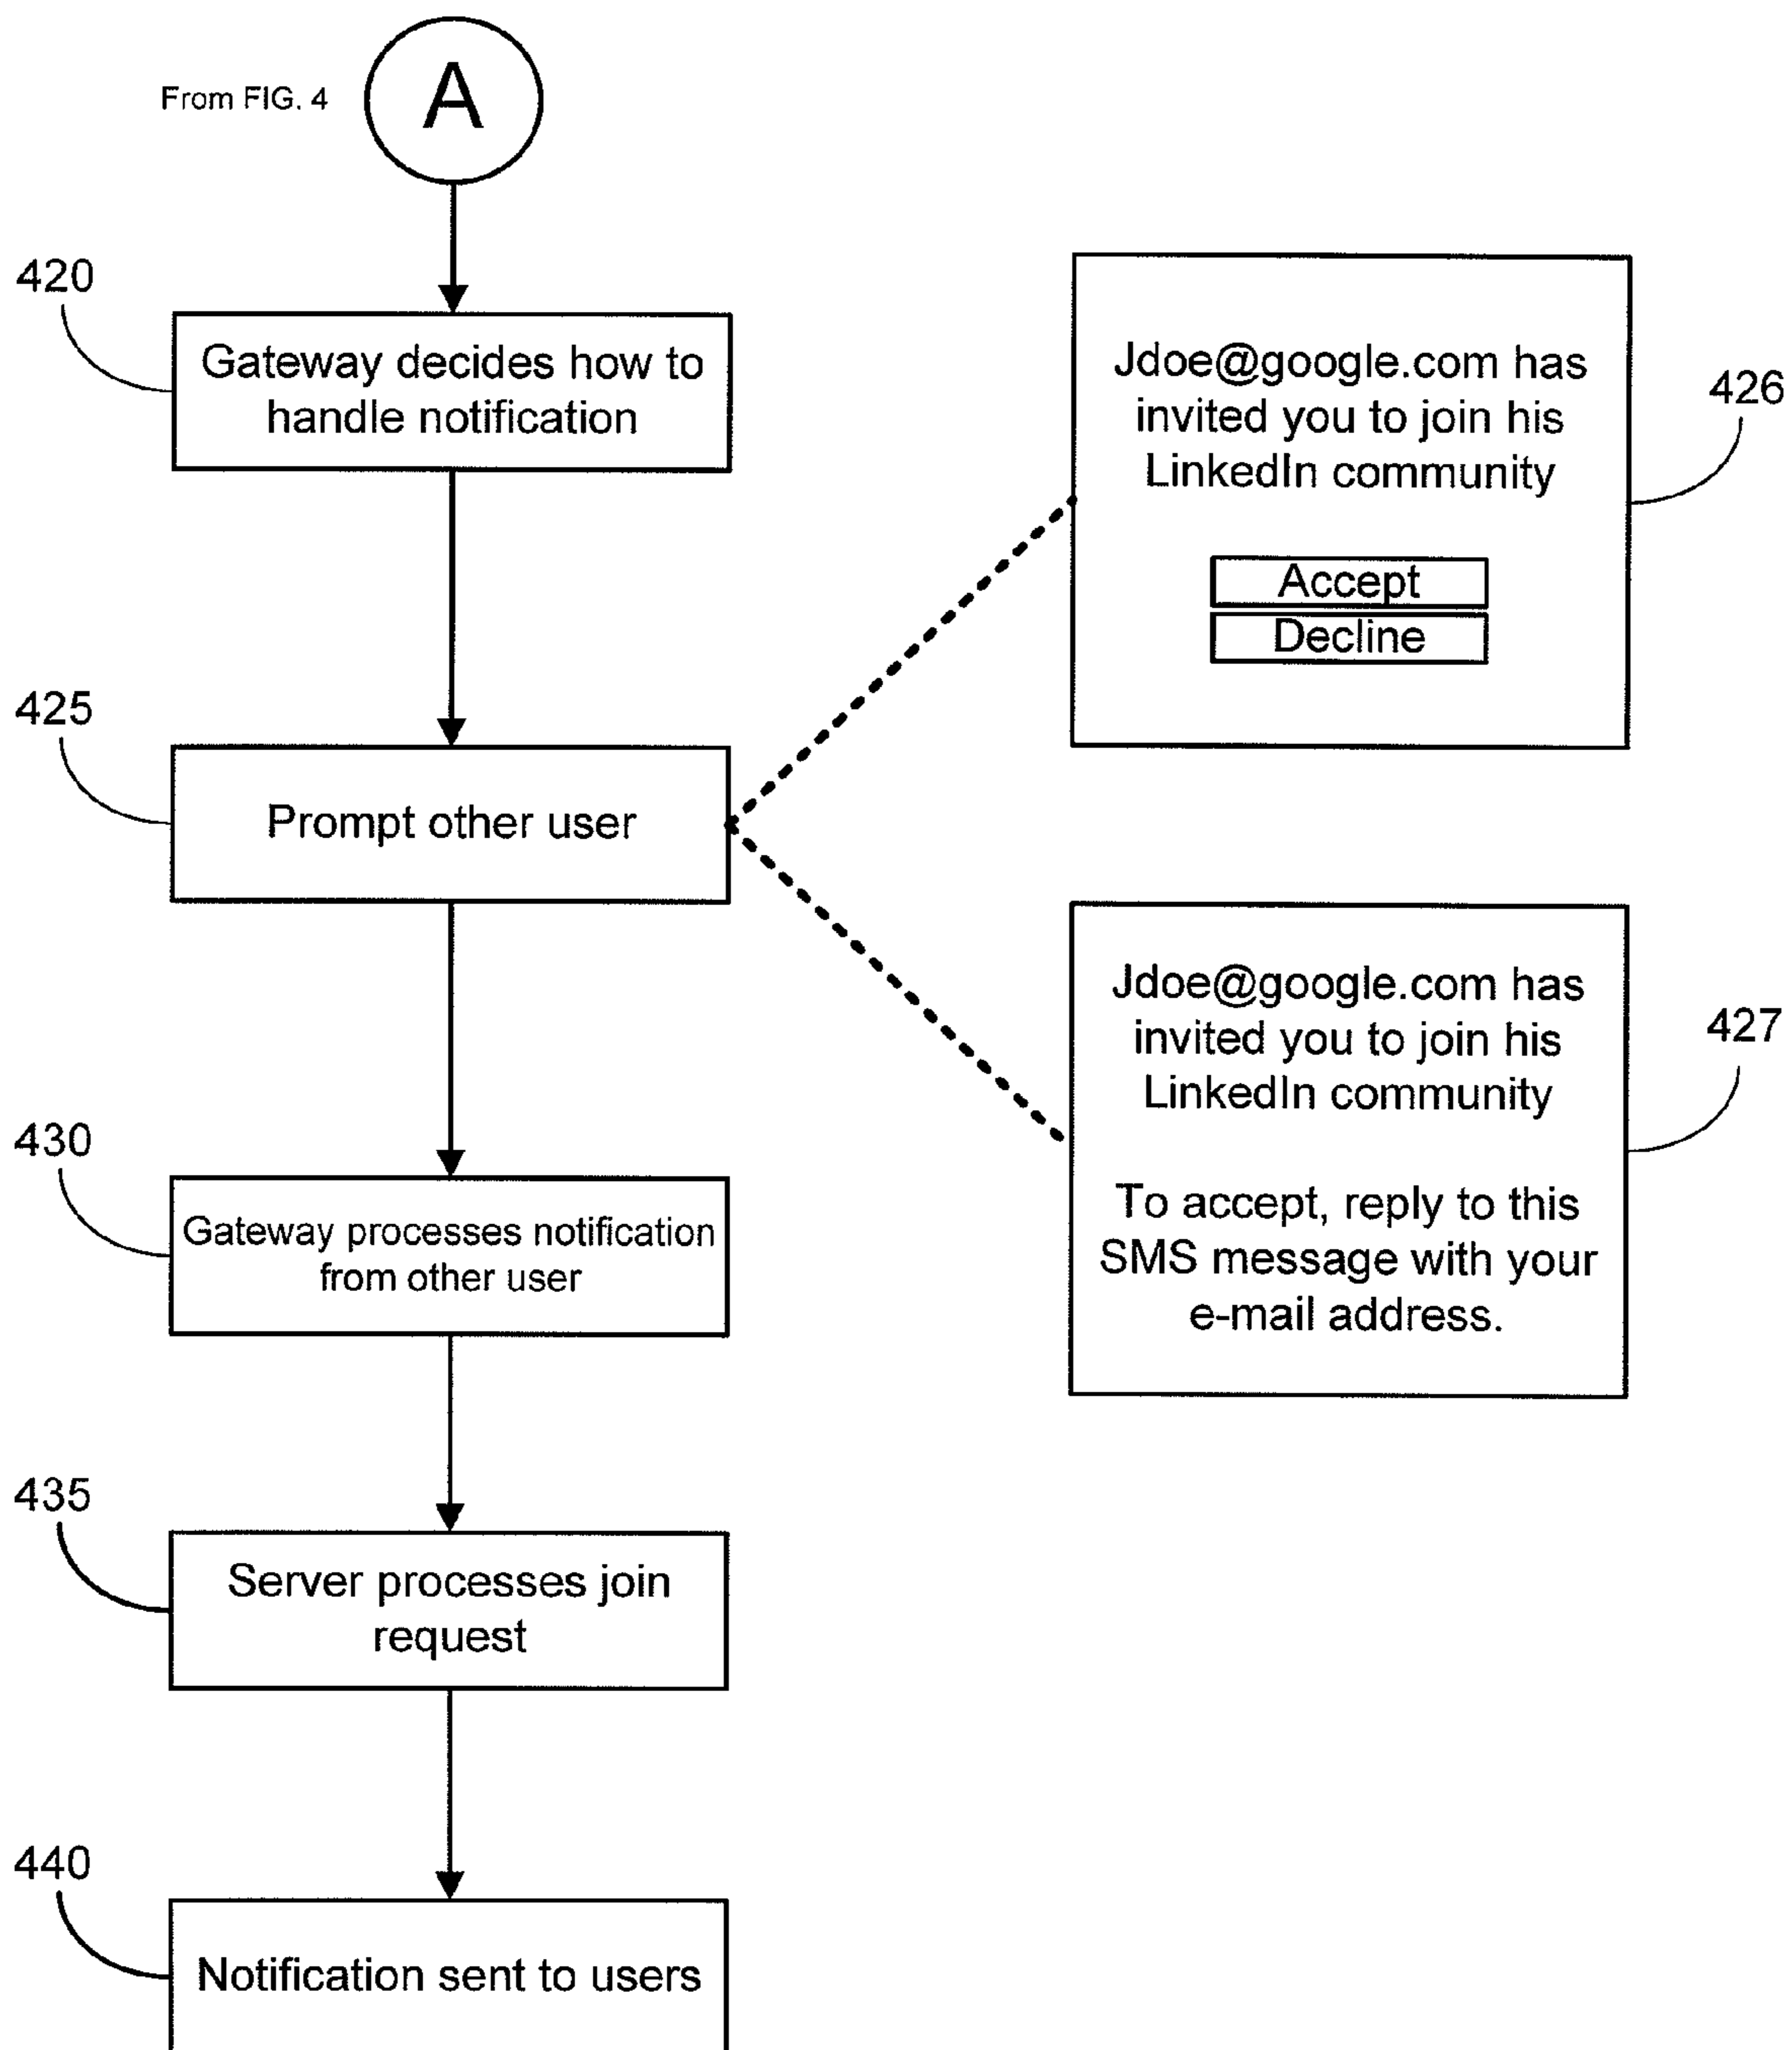 From FIG. 4
A
420
Gateway decides how to
handle notification
Jdoe@google.com has
invited you to join his
LinkedIn community
Accept
Decline
426
425
Prompt other user
Jdoe@google.com has
invited you to join his
LinkedIn community
To accept, reply to this
SMS message with your
e-mail address.
427
430
Gateway processes notification
from other user
435
Server processes join
request
440
Notification sent to users